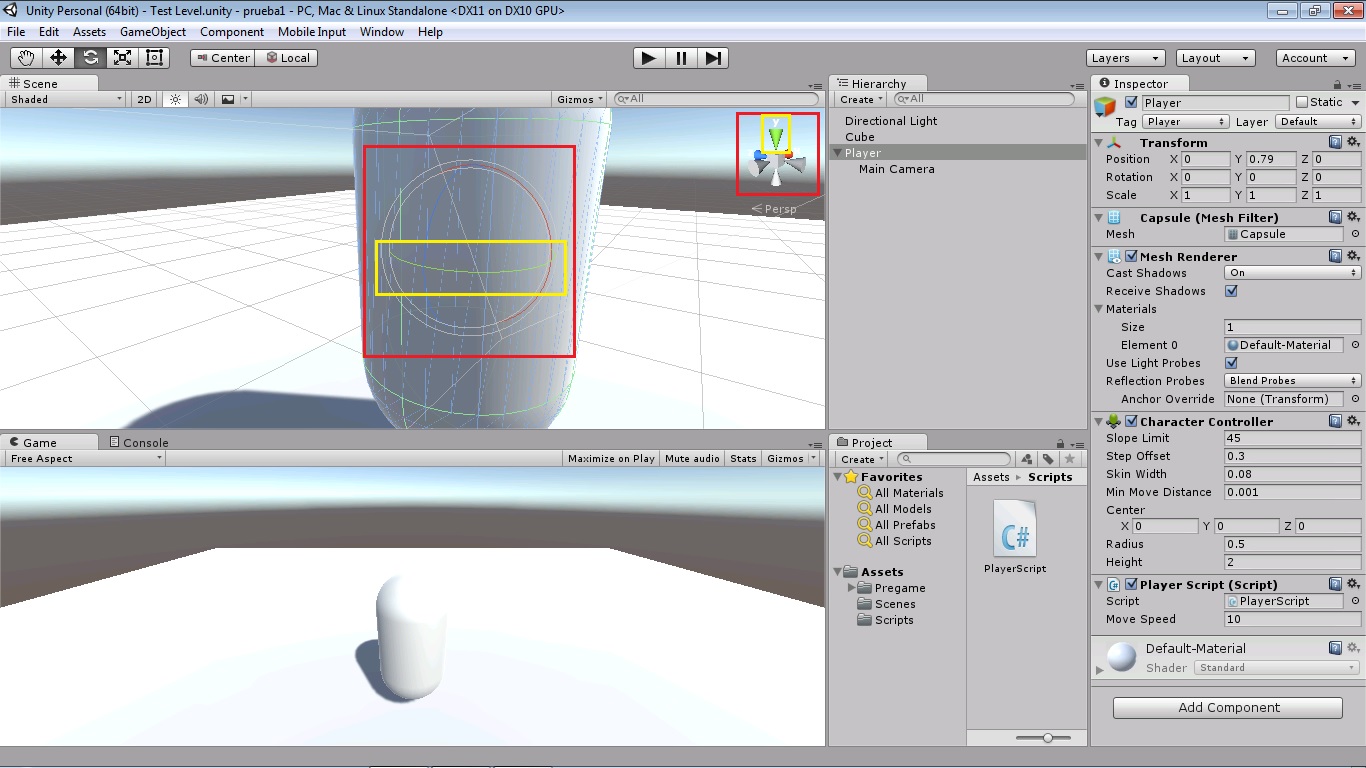 Unity Personal (64bit) - Test Level.unity - prueba1 - PC, Mac & Linux Standalone <DX11 on DX10 GPU>
File Edit Assets GameObject Component Mobile Input Window Help
Center Local Layers Layout Account
Scene
Shaded 2D Gizmos All
y
Persp
Hierarchy
Create All
Directional Light
Cube
Player
Main Camera
Game Console
Free Aspect Maximize on Play Mute audio Stats Gizmos
Project
Create
Favorites
All Materials
All Models
All Prefabs
All Scripts
Assets
Pregame
Scenes
Scripts
Assets Scripts
C#
PlayerScript
Inspector
Player Static
Tag Player Layer Default
Transform
Position X 0 Y 0.79 Z 0
Rotation X 0 Y 0 Z 0
Scale X 1 Y 1 Z 1
Capsule (Mesh Filter)
Mesh Capsule
Mesh Renderer
Cast Shadows On
Receive Shadows
Materials
Size 1
Element 0 Default-Material
Use Light Probes
Reflection Probes Blend Probes
Anchor Override None (Transform)
Character Controller
Slope Limit 45
Step Offset 0.3
Skin Width 0.08
Min Move Distance 0.001
Center
X 0 Y 0 Z 0
Radius 0.5
Height 2
Player Script (Script)
Script PlayerScript
Move Speed 10
Default-Material
Shader Standard
Add Component